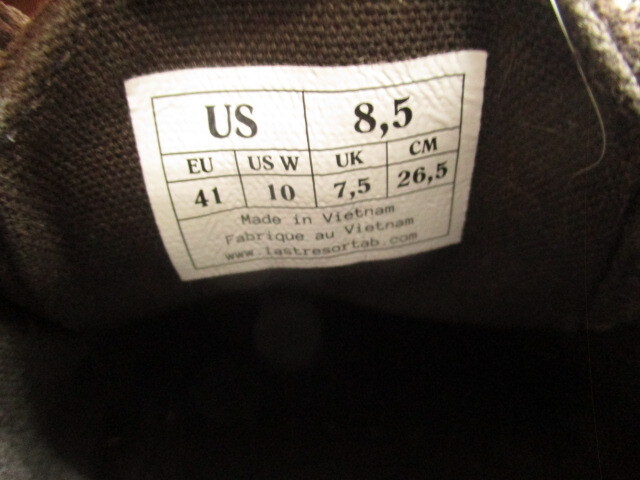 US 8,5
EU US W UK CM
41 10 7,5 26,5
Made in Vietnam
Fabrique au Vietnam
www.lastresortab.com